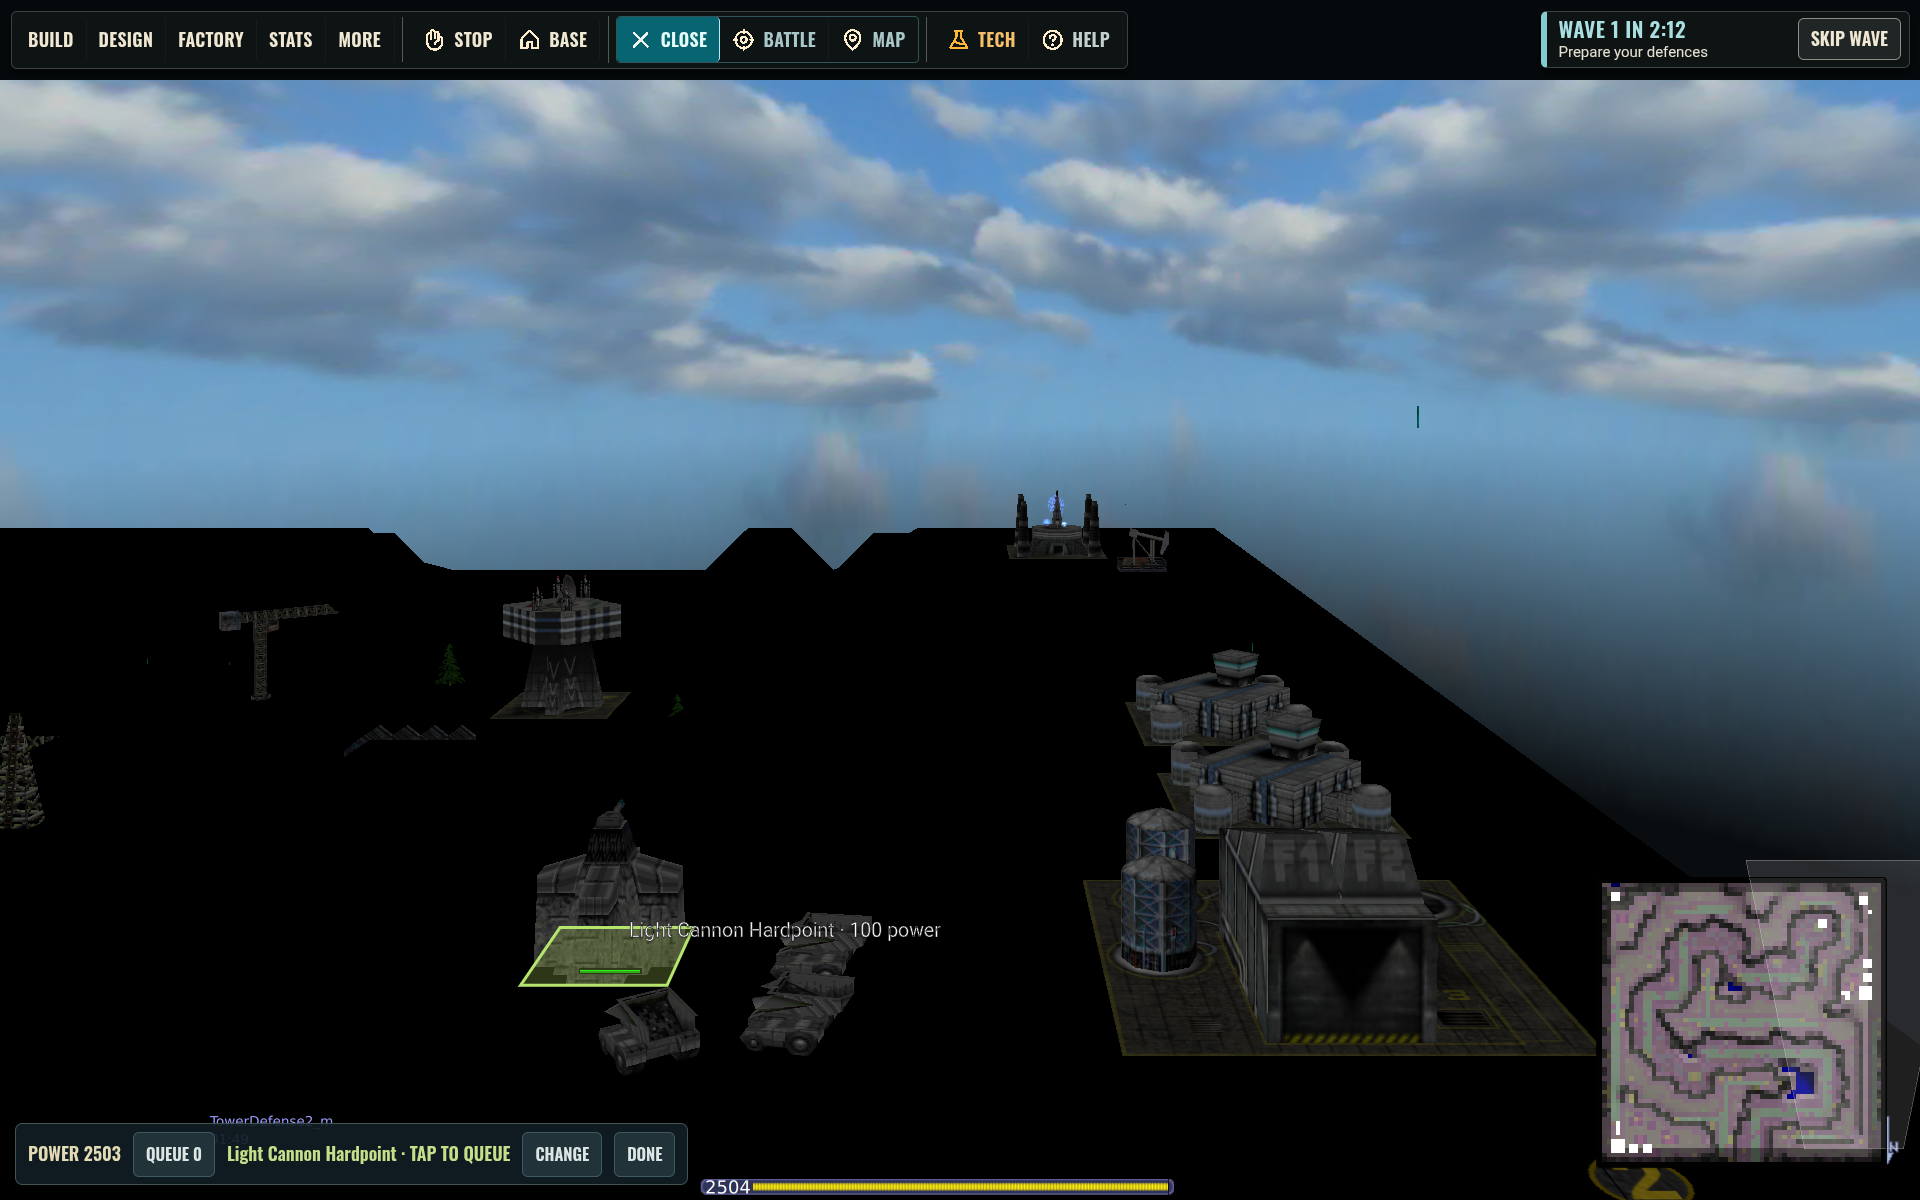 BUILD DESIGN FACTORY STATS MORE STOP BASE CLOSE BATTLE MAP TECH HELP
WAVE 1 IN 2:12
Prepare your defences
SKIP WAVE
F1 F2
Light Cannon Hardpoint · 100 power
TowerDefense2_m
POWER 2503 QUEUE 0 Light Cannon Hardpoint · TAP TO QUEUE CHANGE DONE
2504
N
2